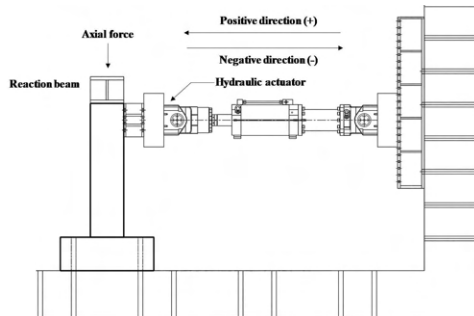 Positive direction (+)
Axial force
Negative direction (-)
Reaction beam
Hydraulic actuator